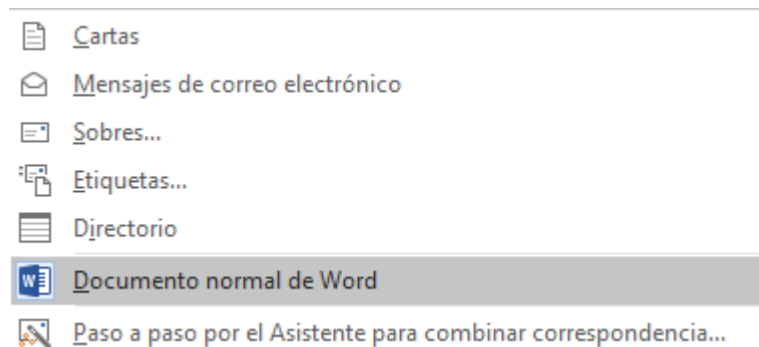 Cartas
Mensajes de correo electrónico
Sobres...
Etiquetas...
Directorio
Documento normal de Word
Paso a paso por el Asistente para combinar correspondencia...